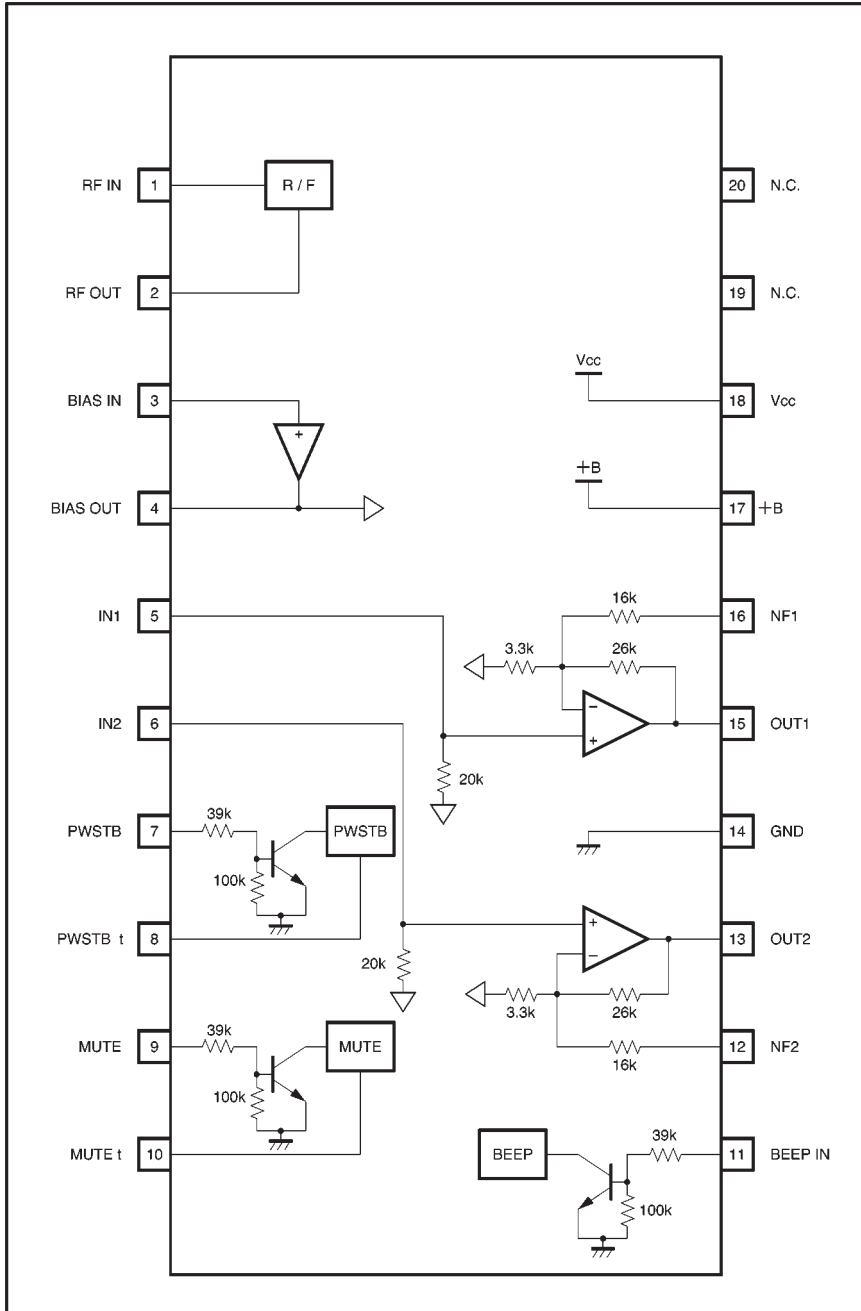 RF IN 1 R / F 20 N.C.
RF OUT 2 19 N.C.
Vcc
BIAS IN 3 + 18 Vcc
+B
BIAS OUT 4 17 +B
16k
IN1 5 16 NF1
3.3k 26k
−
IN2 6 15 OUT1
+
20k
39k
PWSTB 7 PWSTB 14 GND
100k
+
PWSTB t 8 13 OUT2
20k −
3.3k 26k
39k
MUTE 9 MUTE 12 NF2
16k
100k
39k
MUTE t 10 BEEP 11 BEEP IN
100k